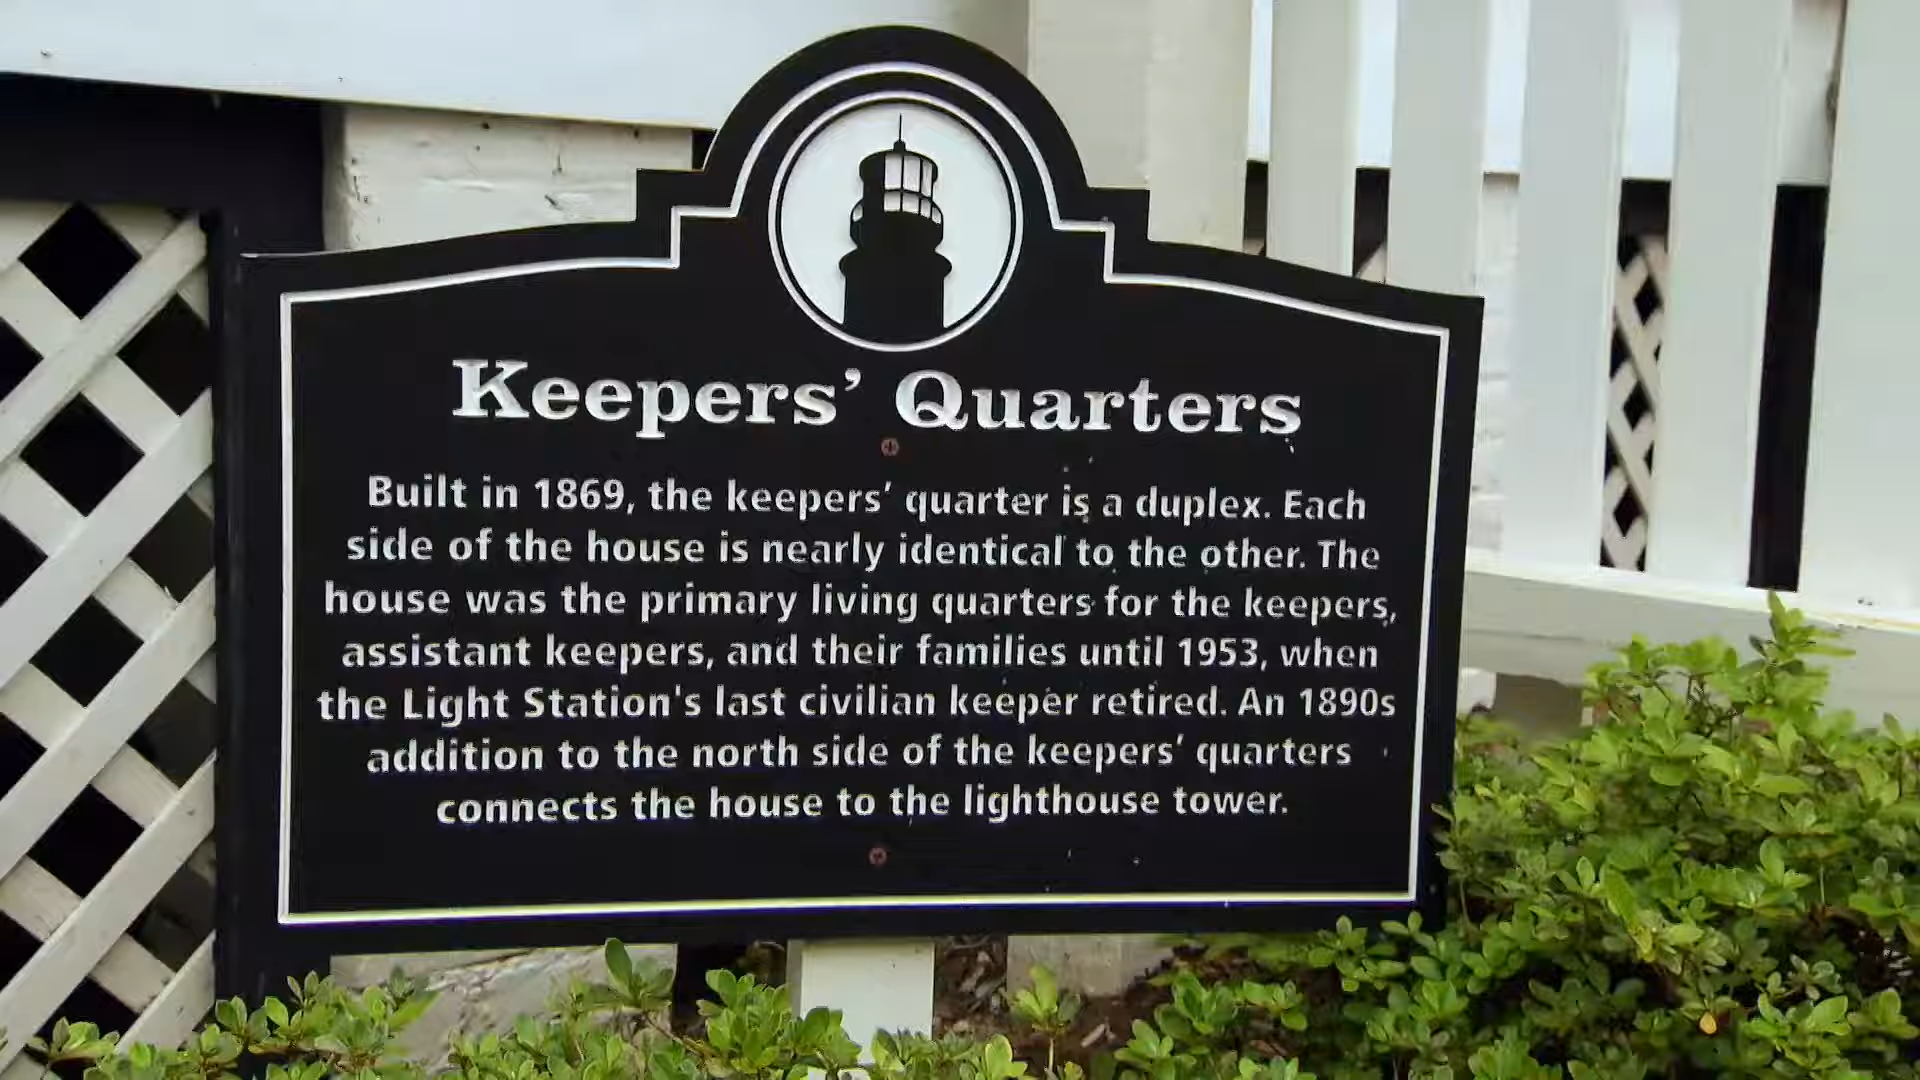 Keepers’ Quarters
Built in 1869, the keepers’ quarter is a duplex. Each
side of the house is nearly identical to the other. The
house was the primary living quarters for the keepers,
assistant keepers, and their families until 1953, when
the Light Station's last civilian keeper retired. An 1890s
addition to the north side of the keepers’ quarters
connects the house to the lighthouse tower.